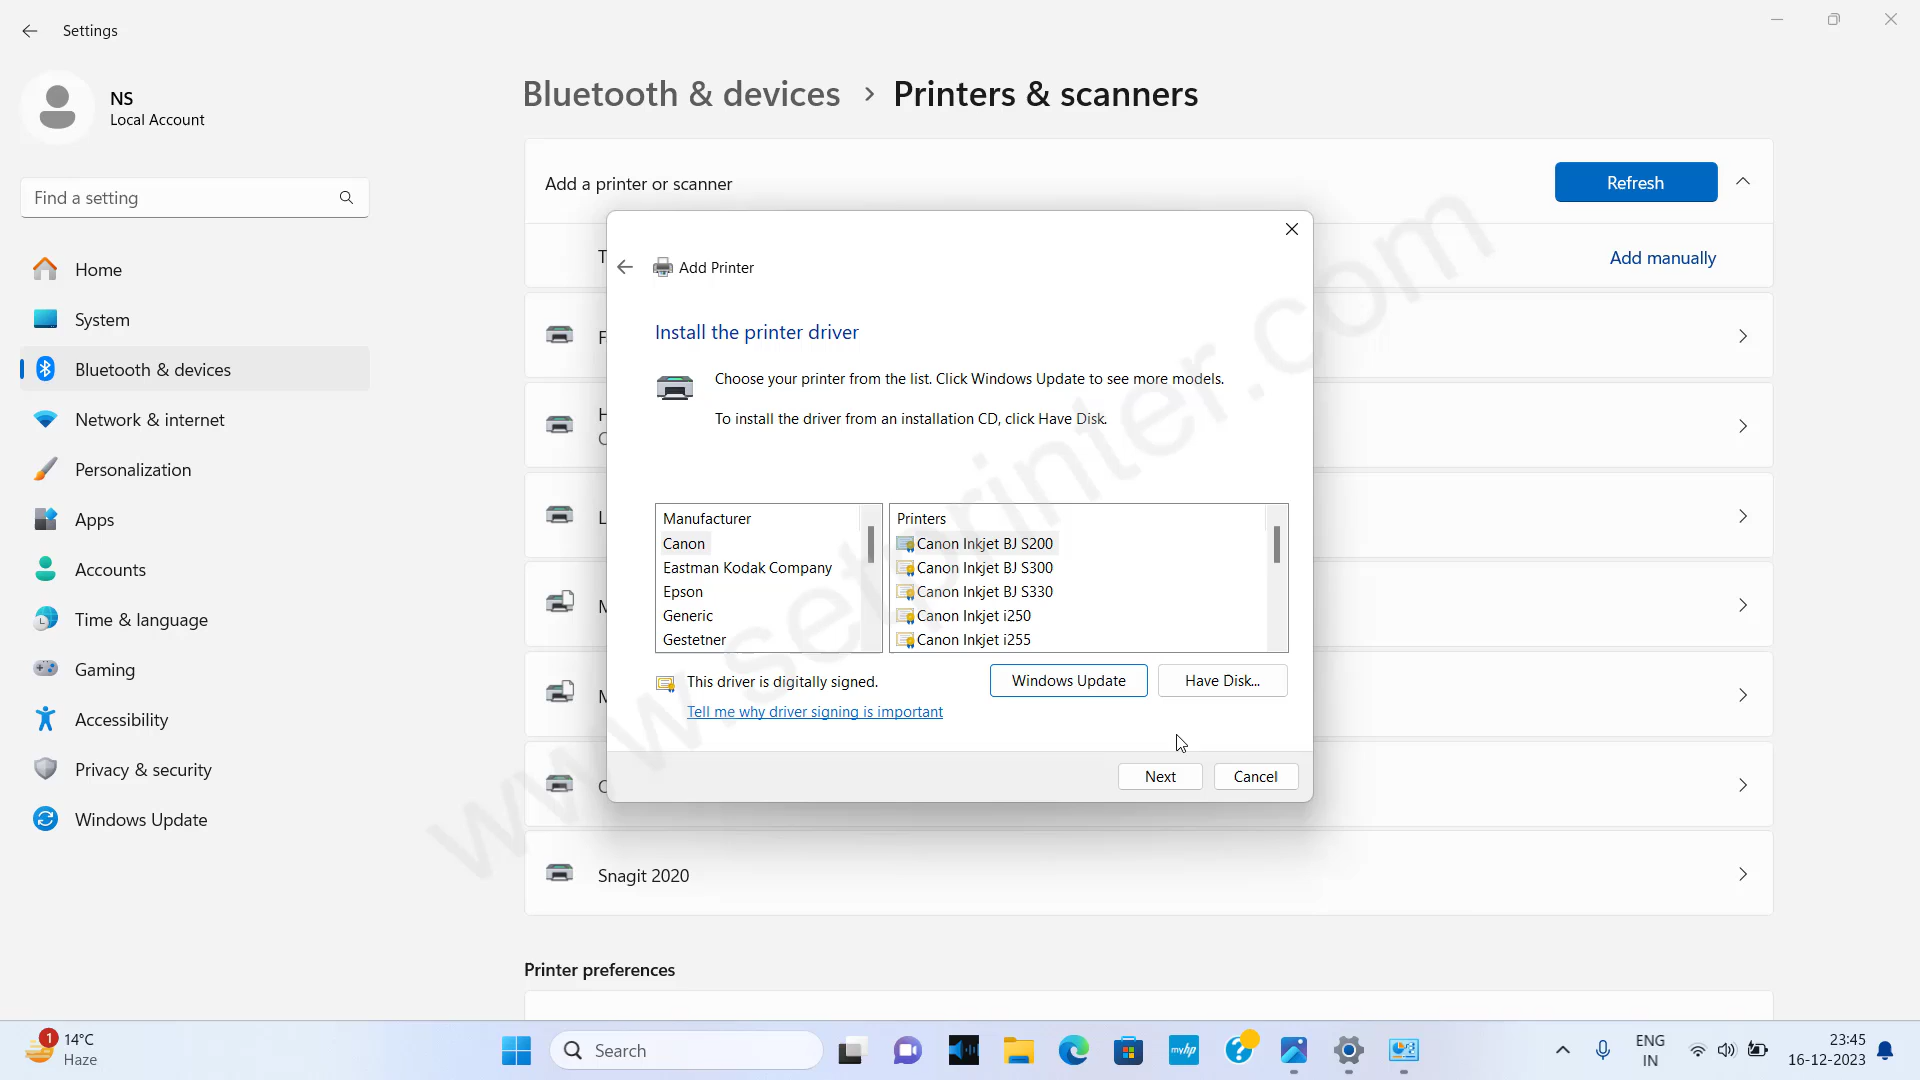 Settings
NS
Local Account
Find a setting
Home
System
Bluetooth & devices
Network & internet
Personalization
Apps
Accounts
Time & language
Gaming
Accessibility
Privacy & security
Windows Update
Bluetooth & devices > Printers & scanners
Add a printer or scanner
Refresh
T
Add manually
Add Printer
Install the printer driver
Choose your printer from the list. Click Windows Update to see more models.
To install the driver from an installation CD, click Have Disk.
Manufacturer
Canon
Eastman Kodak Company
Epson
Generic
Gestetner
Printers
Canon Inkjet BJ S200
Canon Inkjet BJ S300
Canon Inkjet BJ S330
Canon Inkjet i250
Canon Inkjet i255
This driver is digitally signed.
Tell me why driver signing is important
Windows Update
Have Disk...
Next
Cancel
L
Snagit 2020
Printer preferences
www.setprinter.com
1
14°C
Haze
Search
myhp
ENG
IN
23:45
16-12-2023